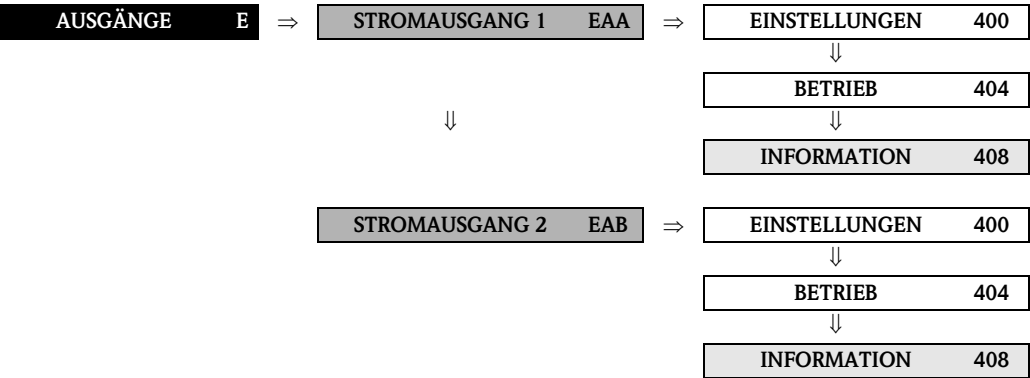 AUSGÄNGE E ⇒ STROMAUSGANG 1 EAA ⇒ EINSTELLUNGEN 400
⇓
BETRIEB 404
⇓ ⇓
INFORMATION 408
STROMAUSGANG 2 EAB ⇒ EINSTELLUNGEN 400
⇓
BETRIEB 404
⇓
INFORMATION 408